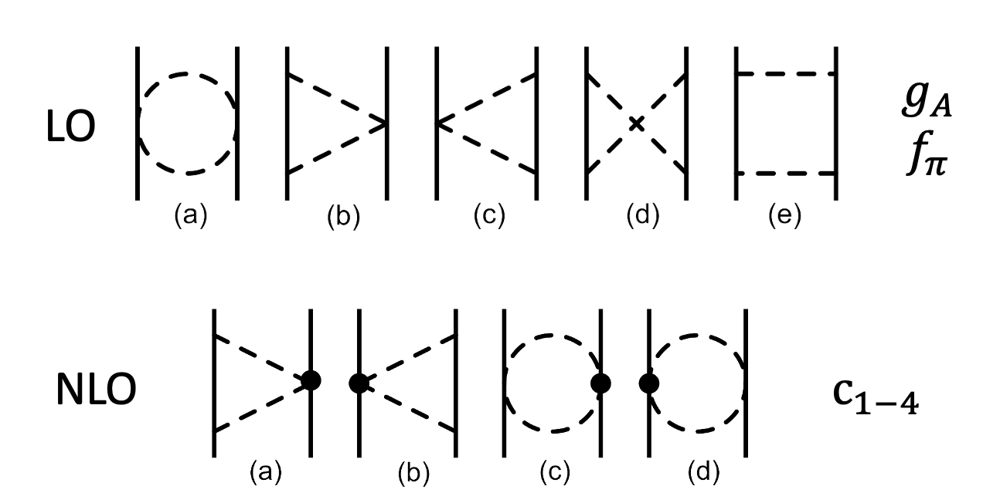 LO
g_A
f_π
(a) (b) (c) (d) (e)
NLO
c_{1−4}
(a) (b) (c) (d)